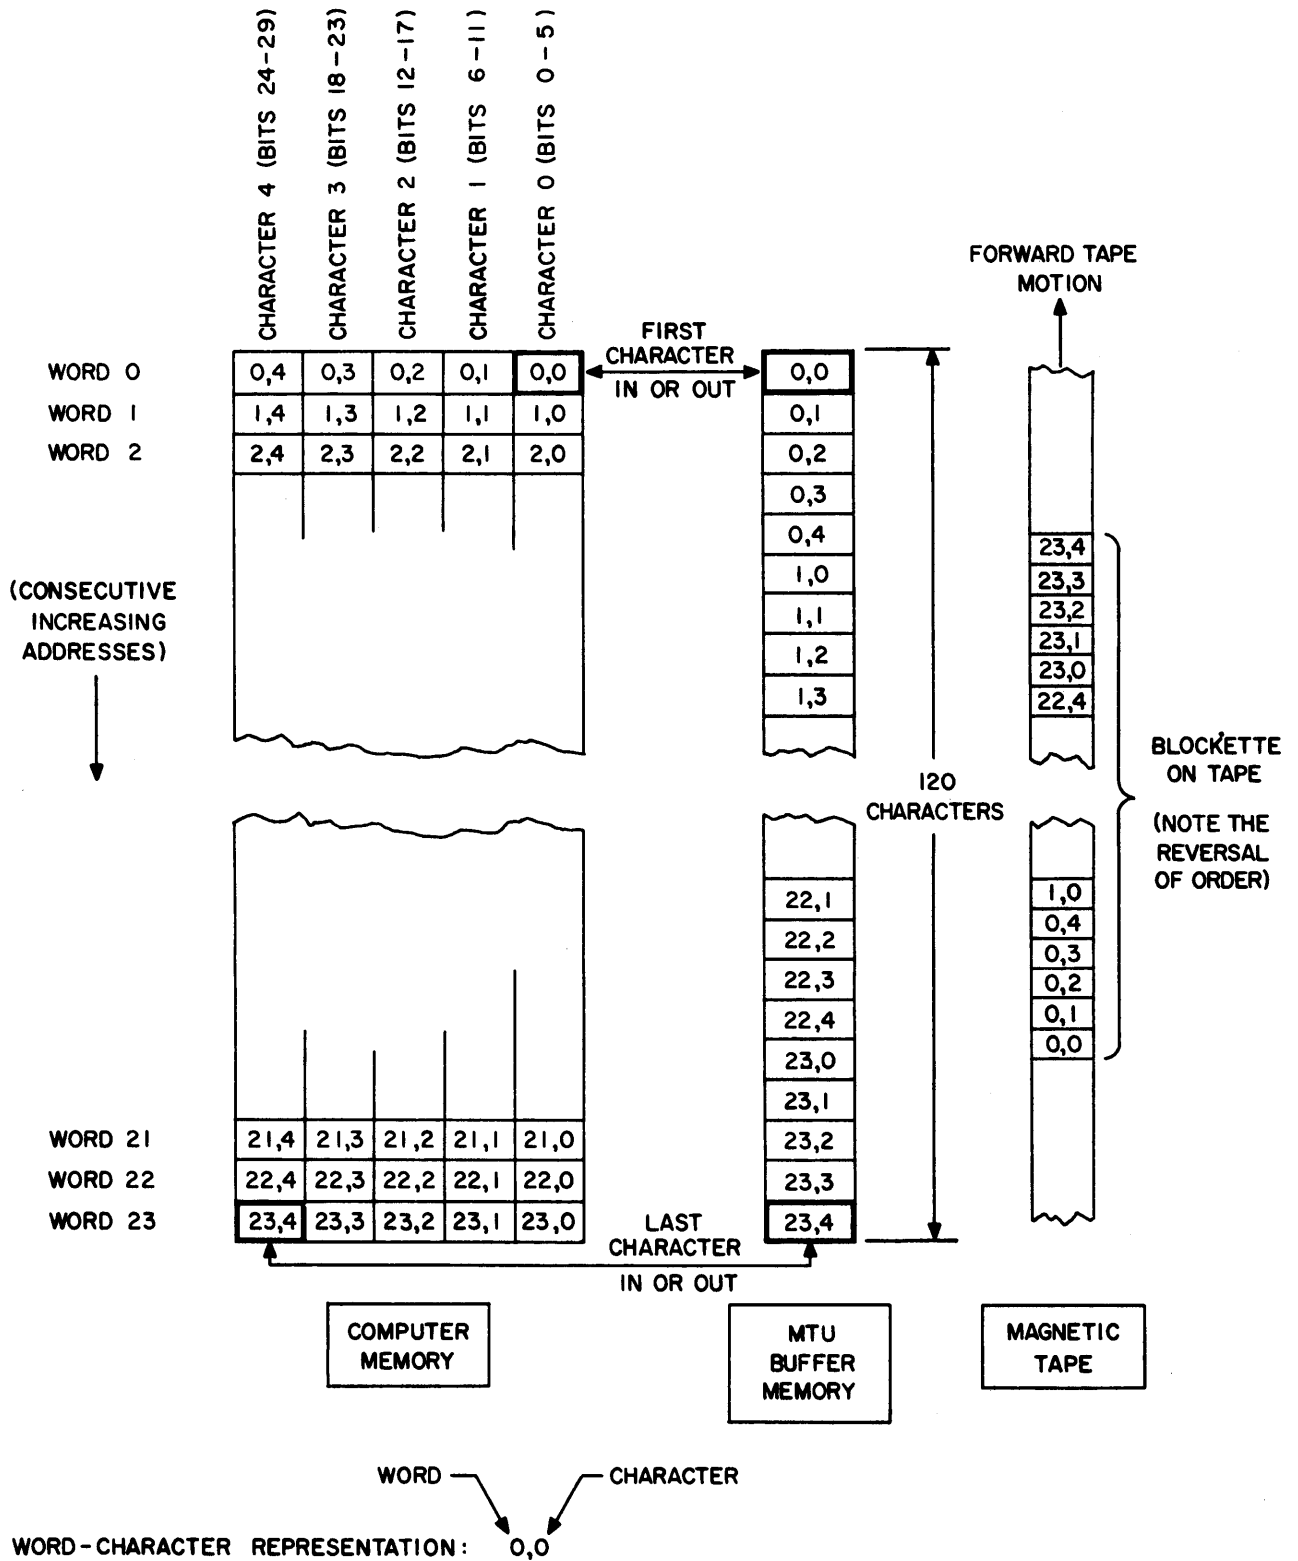 CHARACTER 4 (BITS 24-29)
CHARACTER 3 (BITS 18-23)
CHARACTER 2 (BITS 12-17)
CHARACTER 1 (BITS 6-11)
CHARACTER 0 (BITS 0-5)
FORWARD TAPE
MOTION
FIRST
CHARACTER
IN OR OUT
WORD 0
0,4 0,3 0,2 0,1 0,0
WORD 1
1,4 1,3 1,2 1,1 1,0
WORD 2
2,4 2,3 2,2 2,1 2,0
(CONSECUTIVE
INCREASING
ADDRESSES)
WORD 21
21,4 21,3 21,2 21,1 21,0
WORD 22
22,4 22,3 22,2 22,1 22,0
WORD 23
23,4 23,3 23,2 23,1 23,0
LAST
CHARACTER
IN OR OUT
0,0
0,1
0,2
0,3
0,4
1,0
1,1
1,2
1,3
22,1
22,2
22,3
22,4
23,0
23,1
23,2
23,3
23,4
120
CHARACTERS
23,4
23,3
23,2
23,1
23,0
22,4
1,0
0,4
0,3
0,2
0,1
0,0
BLOCKETTE
ON TAPE
(NOTE THE
REVERSAL
OF ORDER)
COMPUTER
MEMORY
MTU
BUFFER
MEMORY
MAGNETIC
TAPE
WORD
CHARACTER
WORD-CHARACTER REPRESENTATION: 0,0